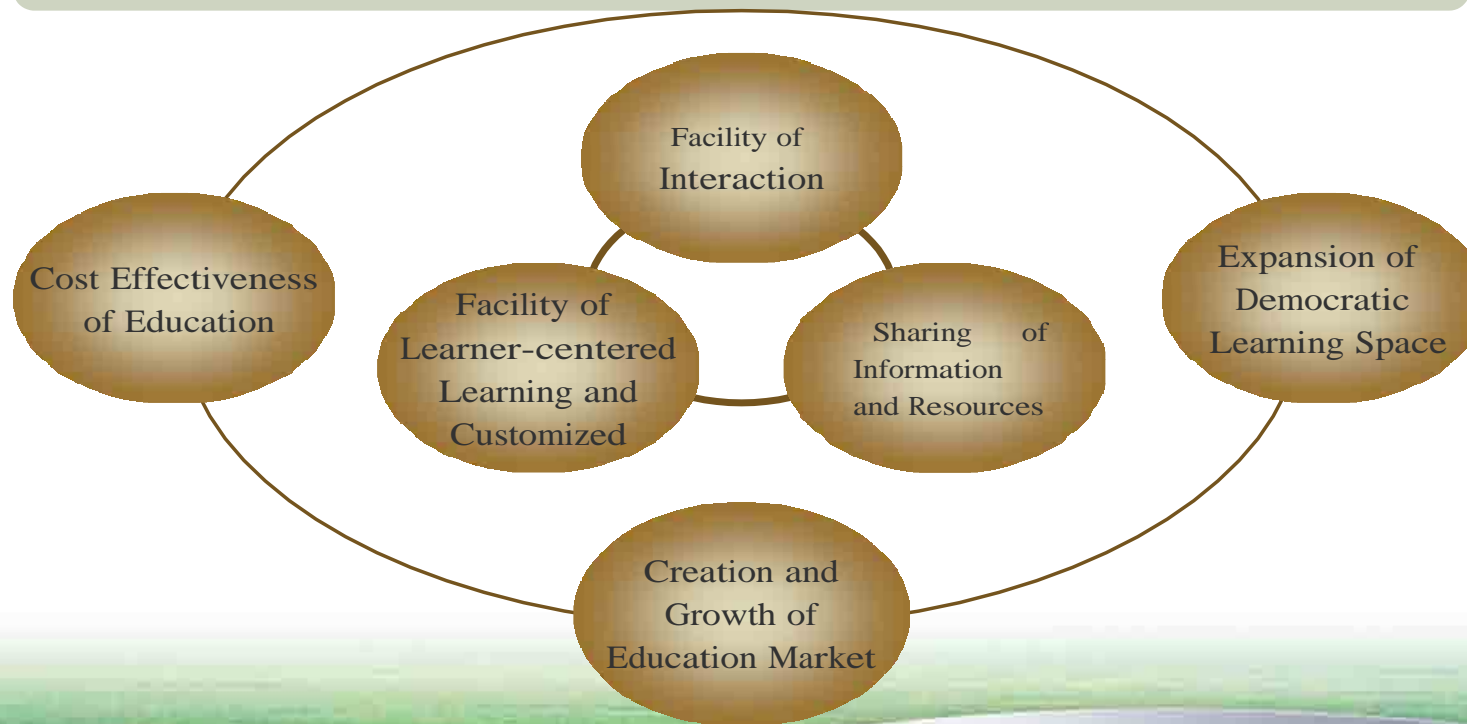 Facility of
Interaction
Cost Effectiveness
of Education
Expansion of
Democratic
Learning Space
Facility of
Learner-centered
Learning and
Customized
Sharing of
Information
and Resources
Creation and
Growth of
Education Market